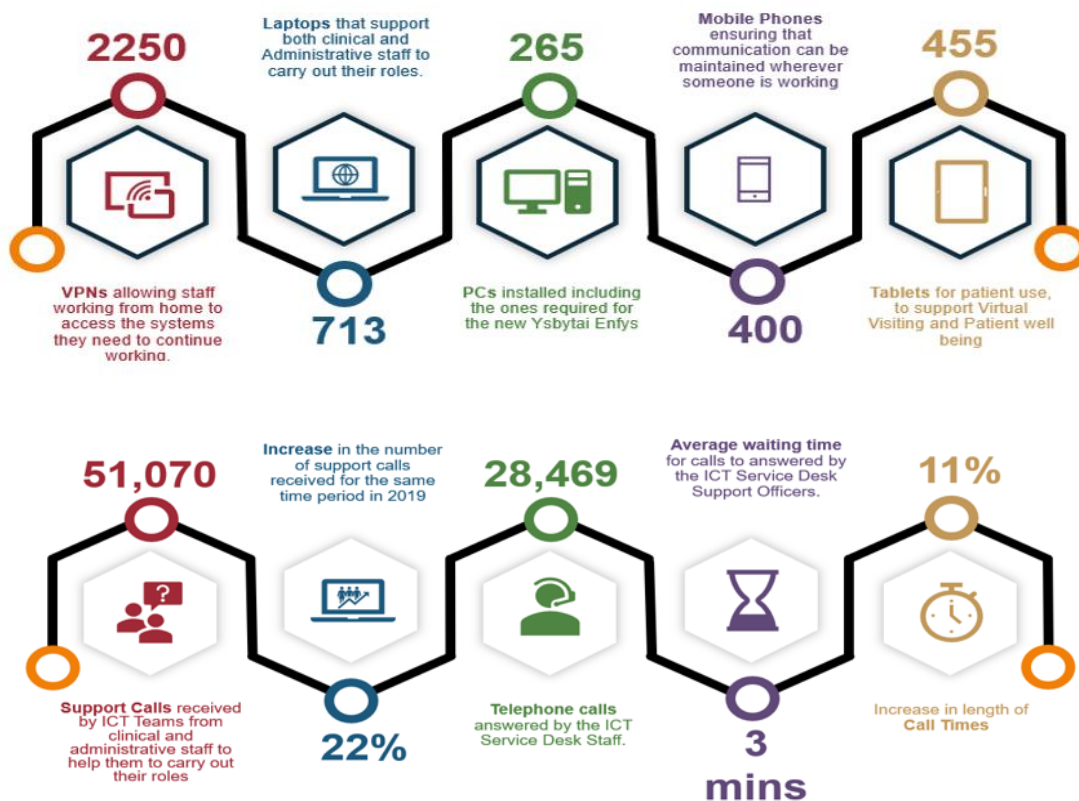 2250
VPNs allowing staff
working from home to
access the systems
they need to continue
working.
Laptops that support
both clinical and
Administrative staff to
carry out their roles.
713
265
PCs installed including
the ones required for
the new Ysbytai Enfys
Mobile Phones
ensuring that
communication can be
maintained wherever
someone is working
400
455
Tablets for patient use,
to support Virtual
Visiting and Patient well
being
51,070
?
Support Calls received
by ICT Teams from
clinical and
administrative staff to
help them to carry out
their roles
Increase in the number
of support calls
received for the same
time period in 2019
22%
28,469
Telephone calls
answered by the ICT
Service Desk Staff.
Average waiting time
for calls to answered by
the ICT Service Desk
Support Officers.
3
mins
11%
Increase in length of
Call Times